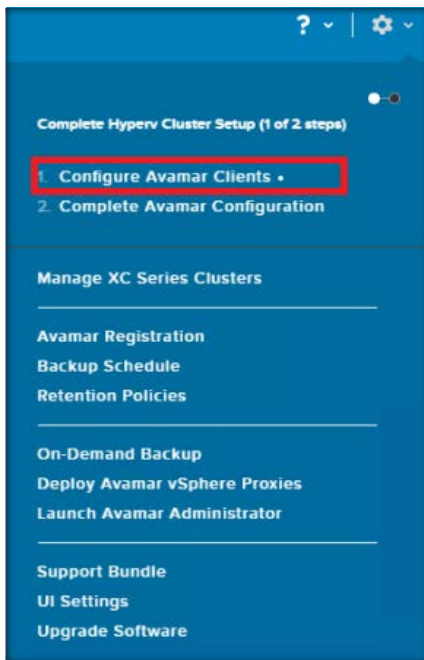 ?
Complete Hyperv Cluster Setup (1 of 2 steps)
1. Configure Avamar Clients •
2. Complete Avamar Configuration
Manage XC Series Clusters
Avamar Registration
Backup Schedule
Retention Policies
On-Demand Backup
Deploy Avamar vSphere Proxies
Launch Avamar Administrator
Support Bundle
UI Settings
Upgrade Software